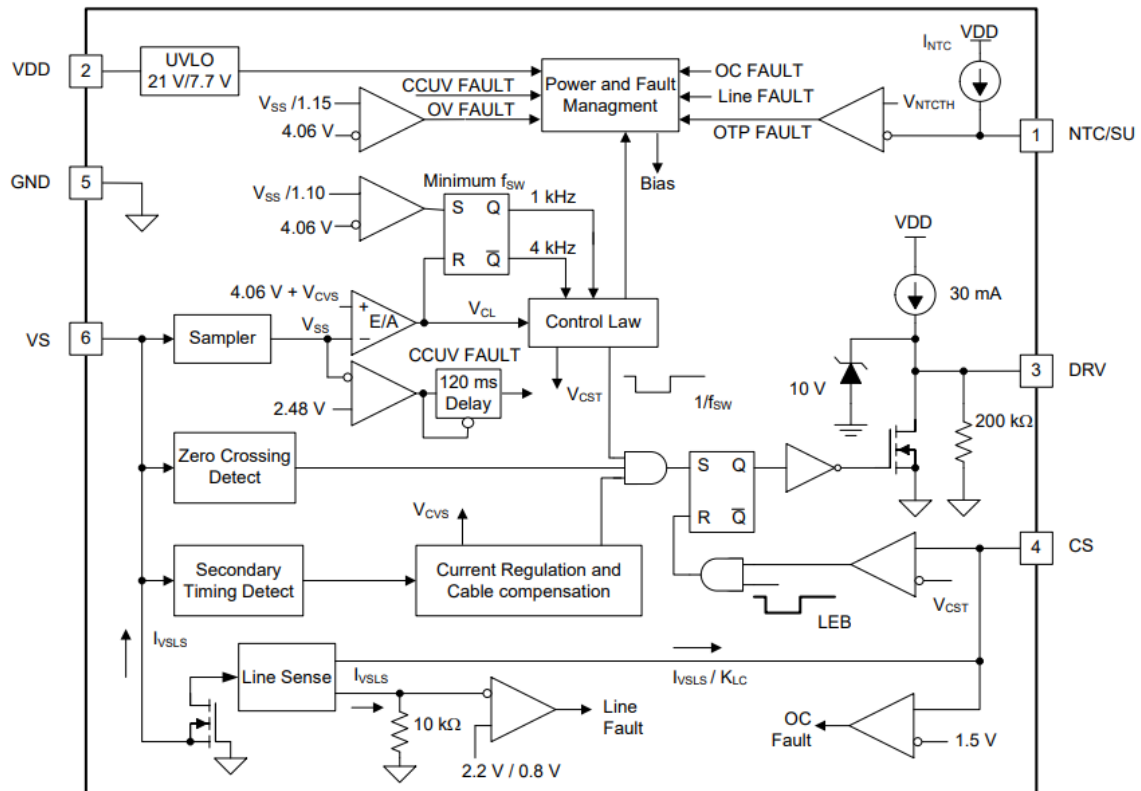 VDD
2
UVLO
21 V/7.7 V
CCUV FAULT
VSS /1.15
OV FAULT
4.06 V
Power and Fault
Managment
OC FAULT
Line FAULT
OTP FAULT
Bias
INTC
VDD
VNTCTH
1
NTC/SU
GND
5
VSS /1.10
4.06 V
Minimum fSW
S
Q
1 kHz
R
Q
4 kHz
4.06 V + VCVS
+
E/A
−
VCL
Control Law
VDD
30 mA
VS
6
Sampler
VSS
CCUV FAULT
120 ms
Delay
2.48 V
VCST
1/fSW
10 V
3
DRV
200 kΩ
Zero Crossing
Detect
S
Q
R
Q
VCVS
Secondary
Timing Detect
Current Regulation and
Cable compensation
4
CS
VCST
LEB
IVSLS
Line Sense
IVSLS
IVSLS / KLC
10 kΩ
Line
Fault
2.2 V / 0.8 V
OC
Fault
1.5 V